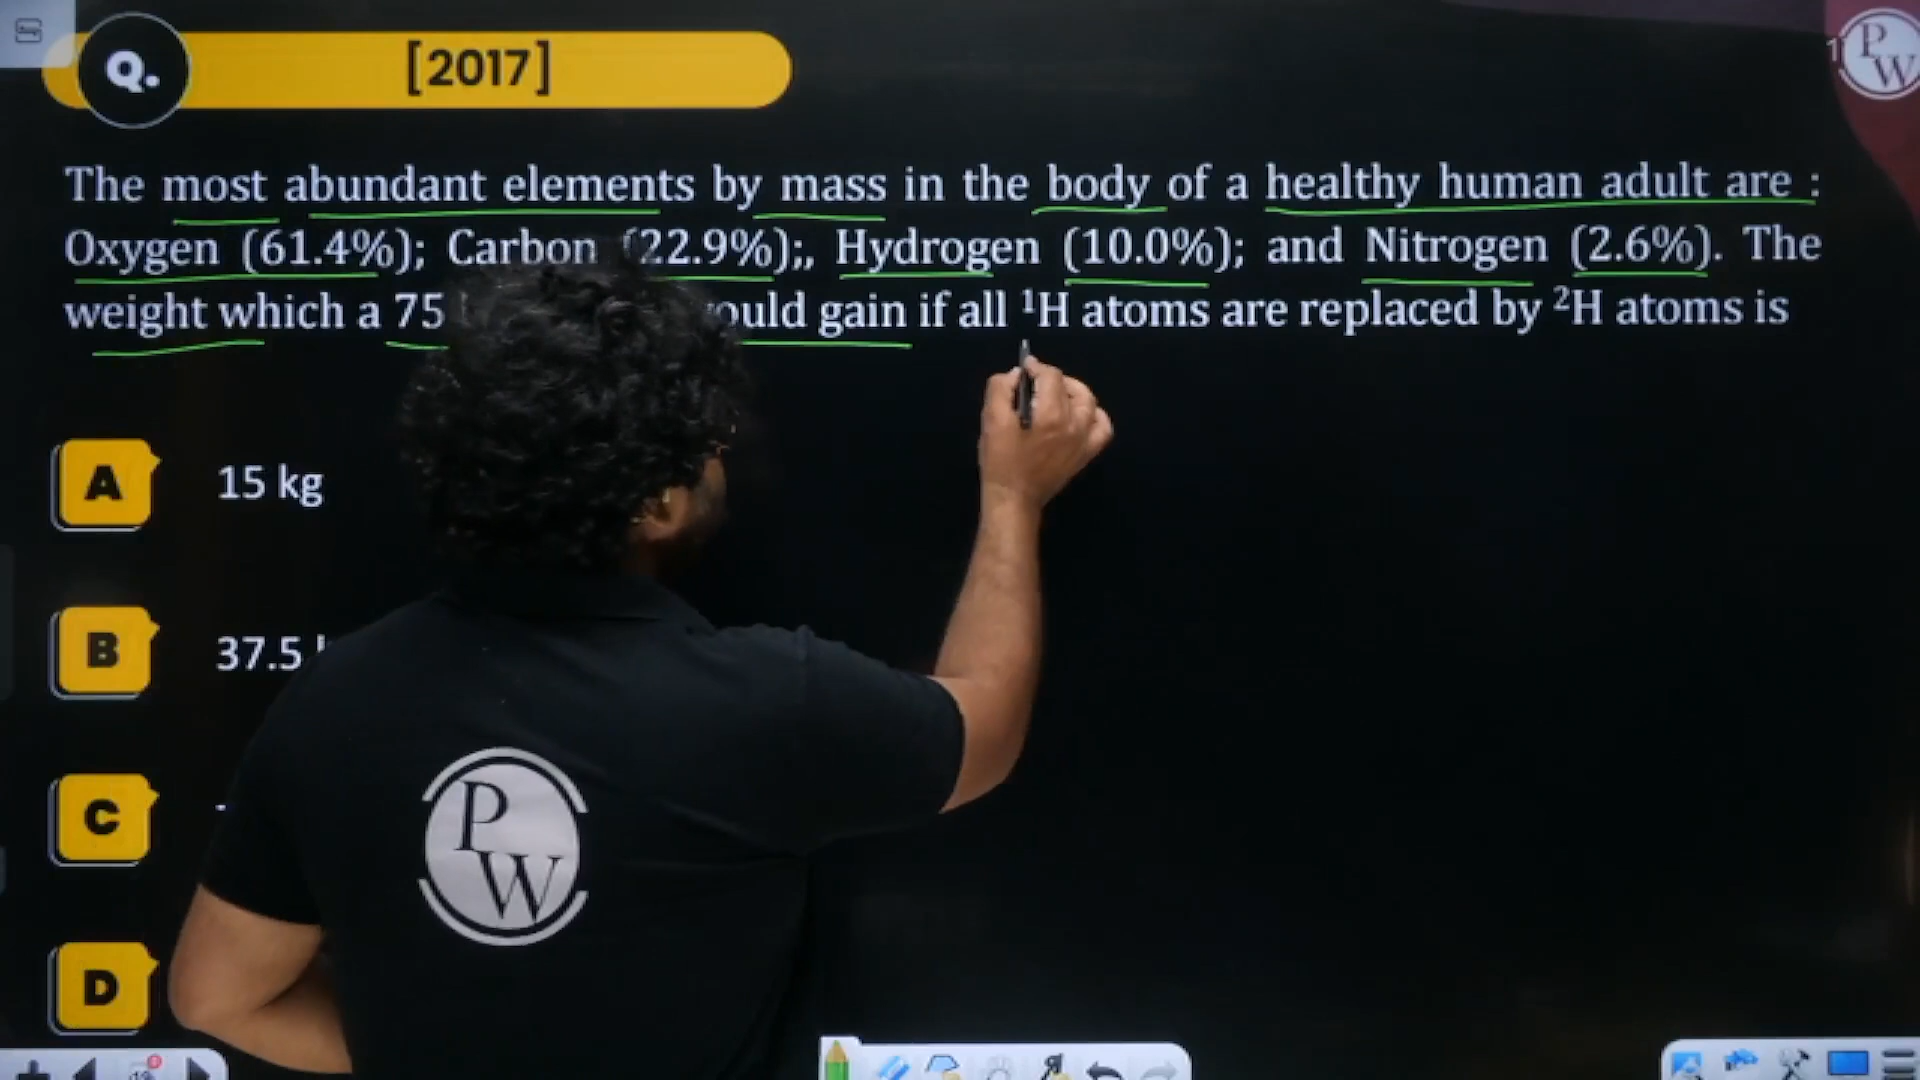 Q. [2017]
PW
The most abundant elements by mass in the body of a healthy human adult are :
Oxygen (61.4%); Carbon (22.9%);, Hydrogen (10.0%); and Nitrogen (2.6%). The
weight which a 75 ould gain if all ¹H atoms are replaced by ²H atoms is
A 15 kg
B 37.5
C
D
PW